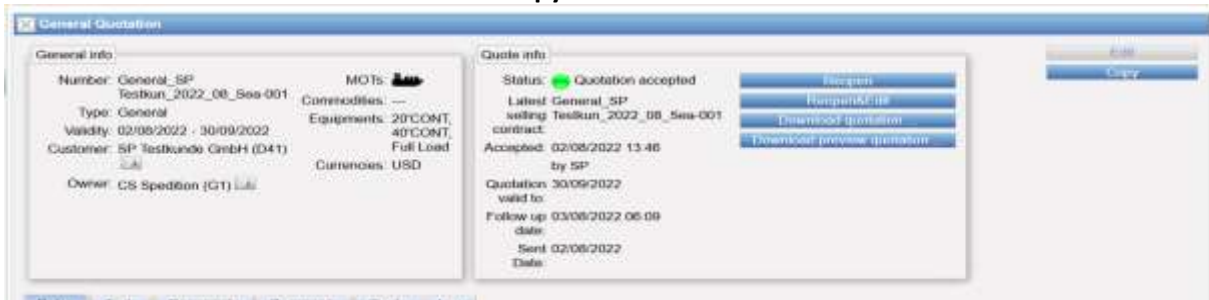 General Quotation
General info
Number: General_SP
Testkun_2022_08_Sea-001
Type: General
Validity: 02/08/2022 - 30/09/2022
Customer: SP Testkunde GmbH (D41)
Owner: CS Spedition (G1)
MOTs:
Commodities: ---
Equipments: 20'CONT,
40'CONT,
Full Load
Currencies: USD
Quote info
Status: Quotation accepted
Latest General_SP
selling Testkun_2022_08_Sea-001
contract:
Accepted: 02/08/2022 13:46
by SP
Quotation 30/09/2022
valid to:
Follow up 03/08/2022 06:09
date:
Sent 02/08/2022
Date:
Reopen
Reopen&Edit
Download quotation
Download preview quotation
Edit
Copy